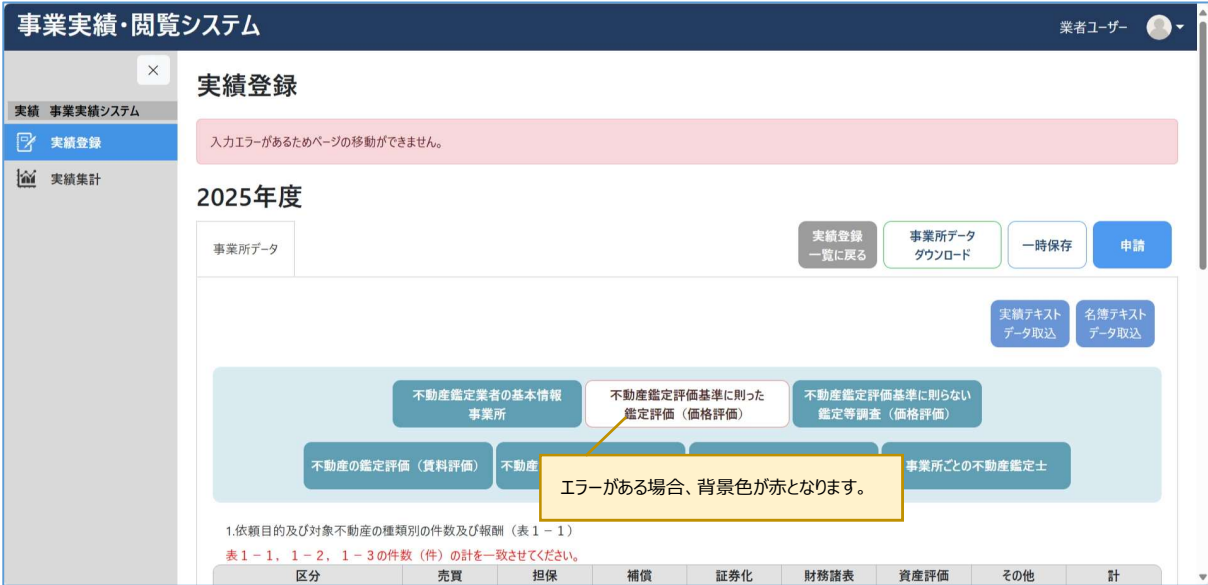 事業実績・閲覧システム
業者ユーザー
×
実績 事業実績システム
実績登録
実績集計
実績登録
入力エラーがあるためページの移動ができません。
2025年度
事業所データ
実績登録
一覧に戻る
事業所データ
ダウンロード
一時保存
申請
実績テキスト
データ取込
名簿テキスト
データ取込
不動産鑑定業者の基本情報
事業所
不動産鑑定評価基準に則った
鑑定評価（価格評価）
不動産鑑定評価基準に則らない
鑑定等調査（価格評価）
不動産の鑑定評価（賃料評価）
不動産
事業所ごとの不動産鑑定士
エラーがある場合、背景色が赤となります。
1.依頼目的及び対象不動産の種類別の件数及び報酬（表１－１）
表１－１，１－２，１－３の件数（件）の計を一致させてください。
区分 売買 担保 補償 証券化 財務諸表 資産評価 その他 計